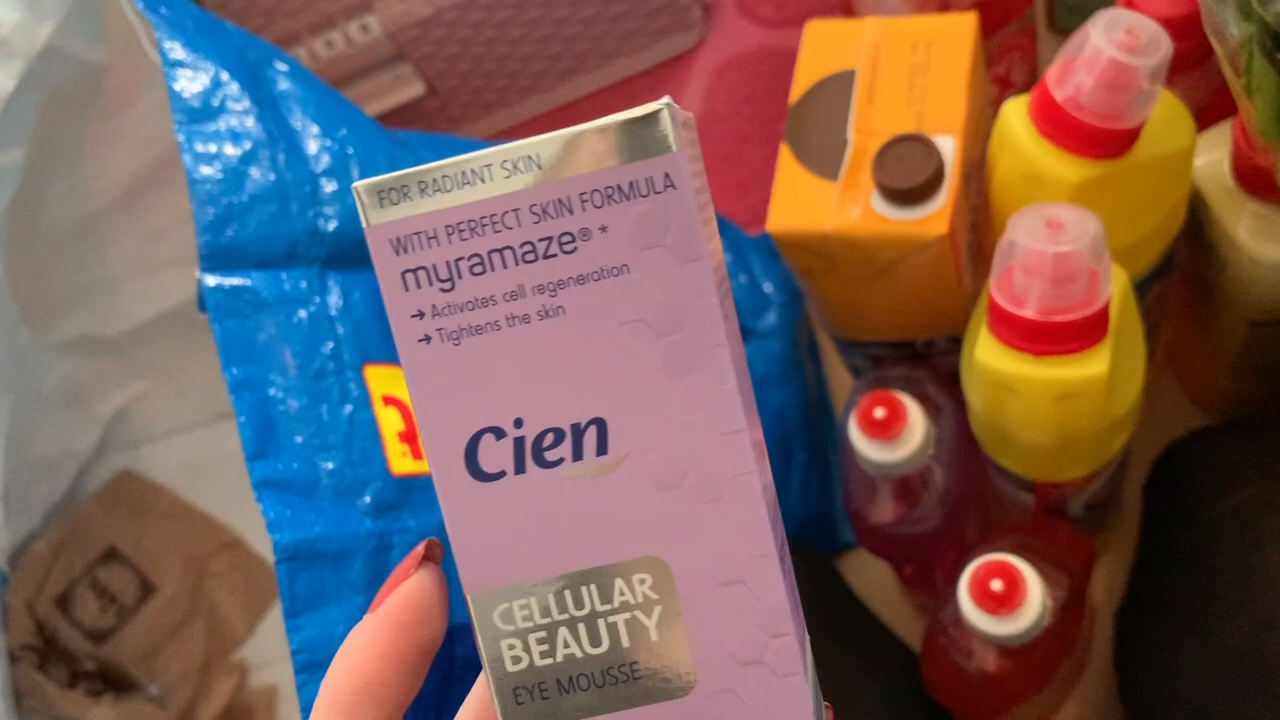 FOR RADIANT SKIN
WITH PERFECT SKIN FORMULA
myramaze® *
→ Activates cell regeneration
→ Tightens the skin
Cien
CELLULAR
BEAUTY
EYE MOUSSE